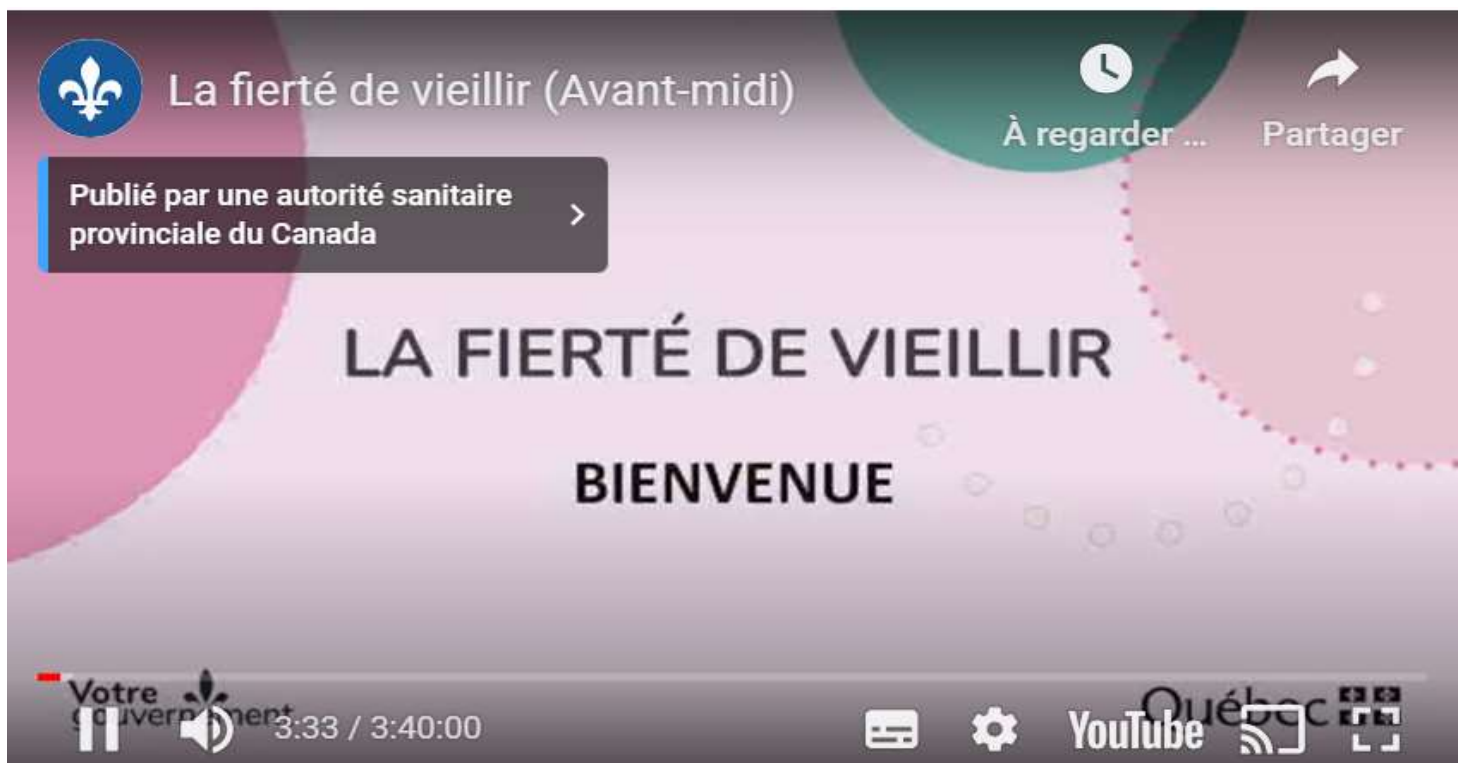 La fierté de vieillir (Avant-midi)
À regarder ...
Partager
Publié par une autorité sanitaire
provinciale du Canada
LA FIERTÉ DE VIEILLIR
BIENVENUE
Votre
gouvernement
Québec
3:33 / 3:40:00
YouTube